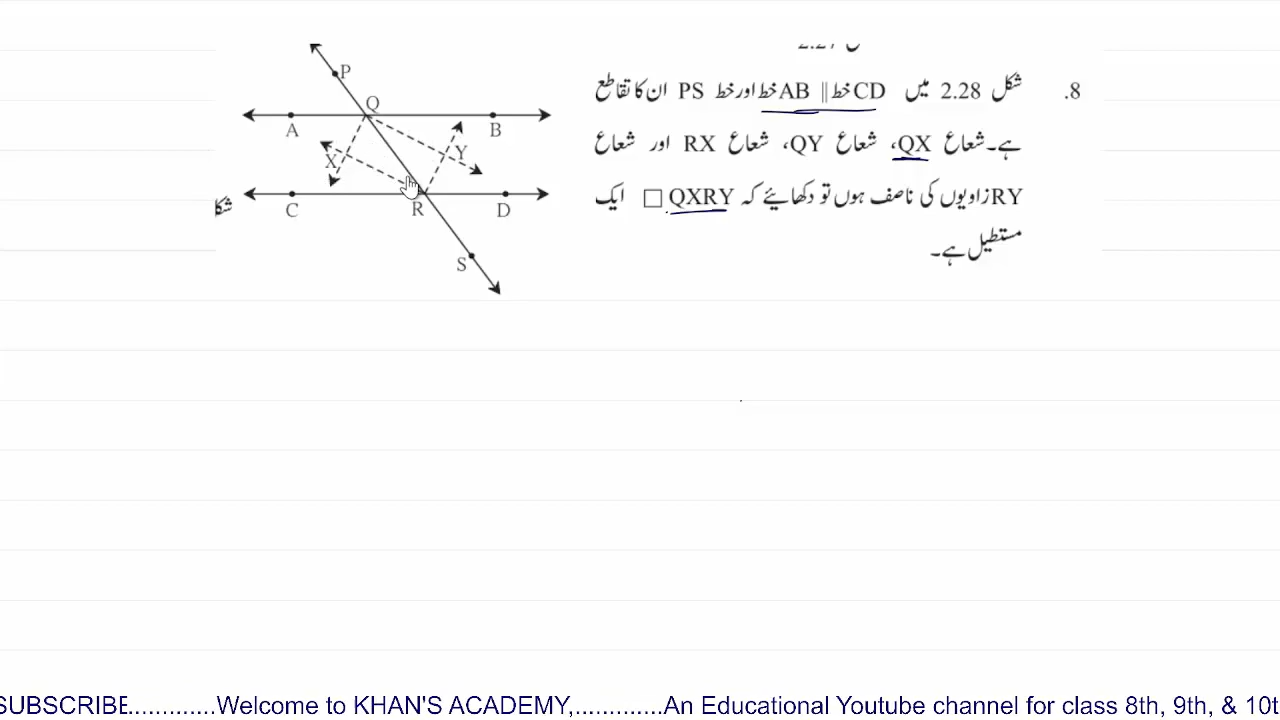 8. شکل 2.28 میں CD خط || AB خط اور خط PS ان کا تقاطع
ہے۔ شعاع QX، شعاع QY، شعاع RX اور شعاع
RY زاویوں کی ناصف ہوں تو دکھایئے کہ □ QXRY ایک
مستطیل ہے۔
P
Q
A
B
X
Y
C
R
D
S
SUBSCRIBE.............Welcome to KHAN'S ACADEMY,.............An Educational Youtube channel for class 8th, 9th, & 10t